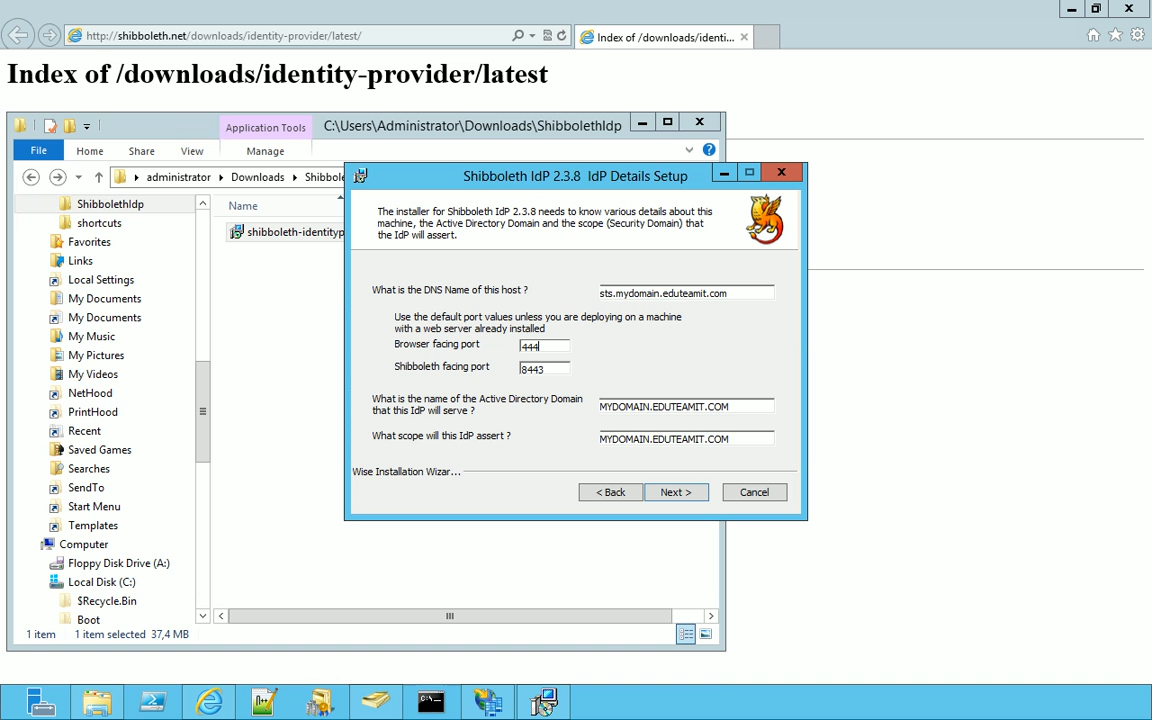 http://shibboleth.net/downloads/identity-provider/latest/
Index of /downloads/identi...
Index of /downloads/identity-provider/latest
Application Tools
C:\Users\Administrator\Downloads\ShibbolethIdp
File
Home
Share
View
Manage
administrator
Downloads
Shibbole
ShibbolethIdp
shortcuts
Favorites
Links
Local Settings
My Documents
My Documents
My Music
My Pictures
My Videos
NetHood
PrintHood
Recent
Saved Games
Searches
SendTo
Start Menu
Templates
Computer
Floppy Disk Drive (A:)
Local Disk (C:)
$Recycle.Bin
Boot
Name
shibboleth-identityp
1 item
1 item selected 37,4 MB
Shibboleth IdP 2.3.8 IdP Details Setup
The installer for Shibboleth IdP 2.3.8 needs to know various details about this
machine, the Active Directory Domain and the scope (Security Domain) that
the IdP will assert.
What is the DNS Name of this host ?
sts.mydomain.eduteamit.com
Use the default port values unless you are deploying on a machine
with a web server already installed
Browser facing port
444
Shibboleth facing port
8443
What is the name of the Active Directory Domain
that this IdP will serve ?
MYDOMAIN.EDUTEAMIT.COM
What scope will this IdP assert ?
MYDOMAIN.EDUTEAMIT.COM
Wise Installation Wizar...
< Back
Next >
Cancel